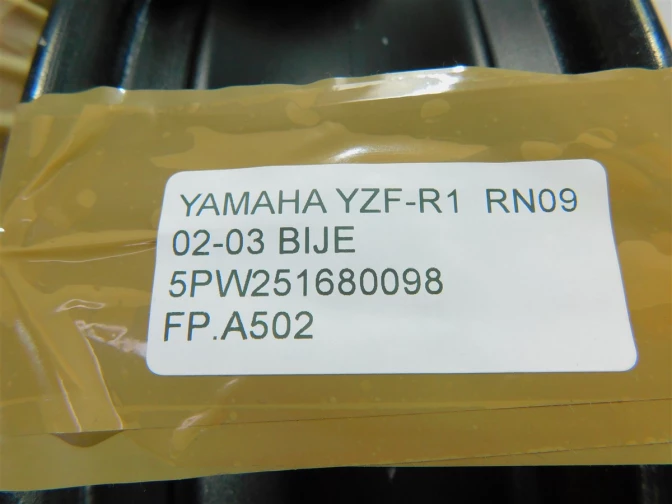 YAMAHA YZF-R1 RN09
02-03 BIJE
5PW251680098
FP.A502